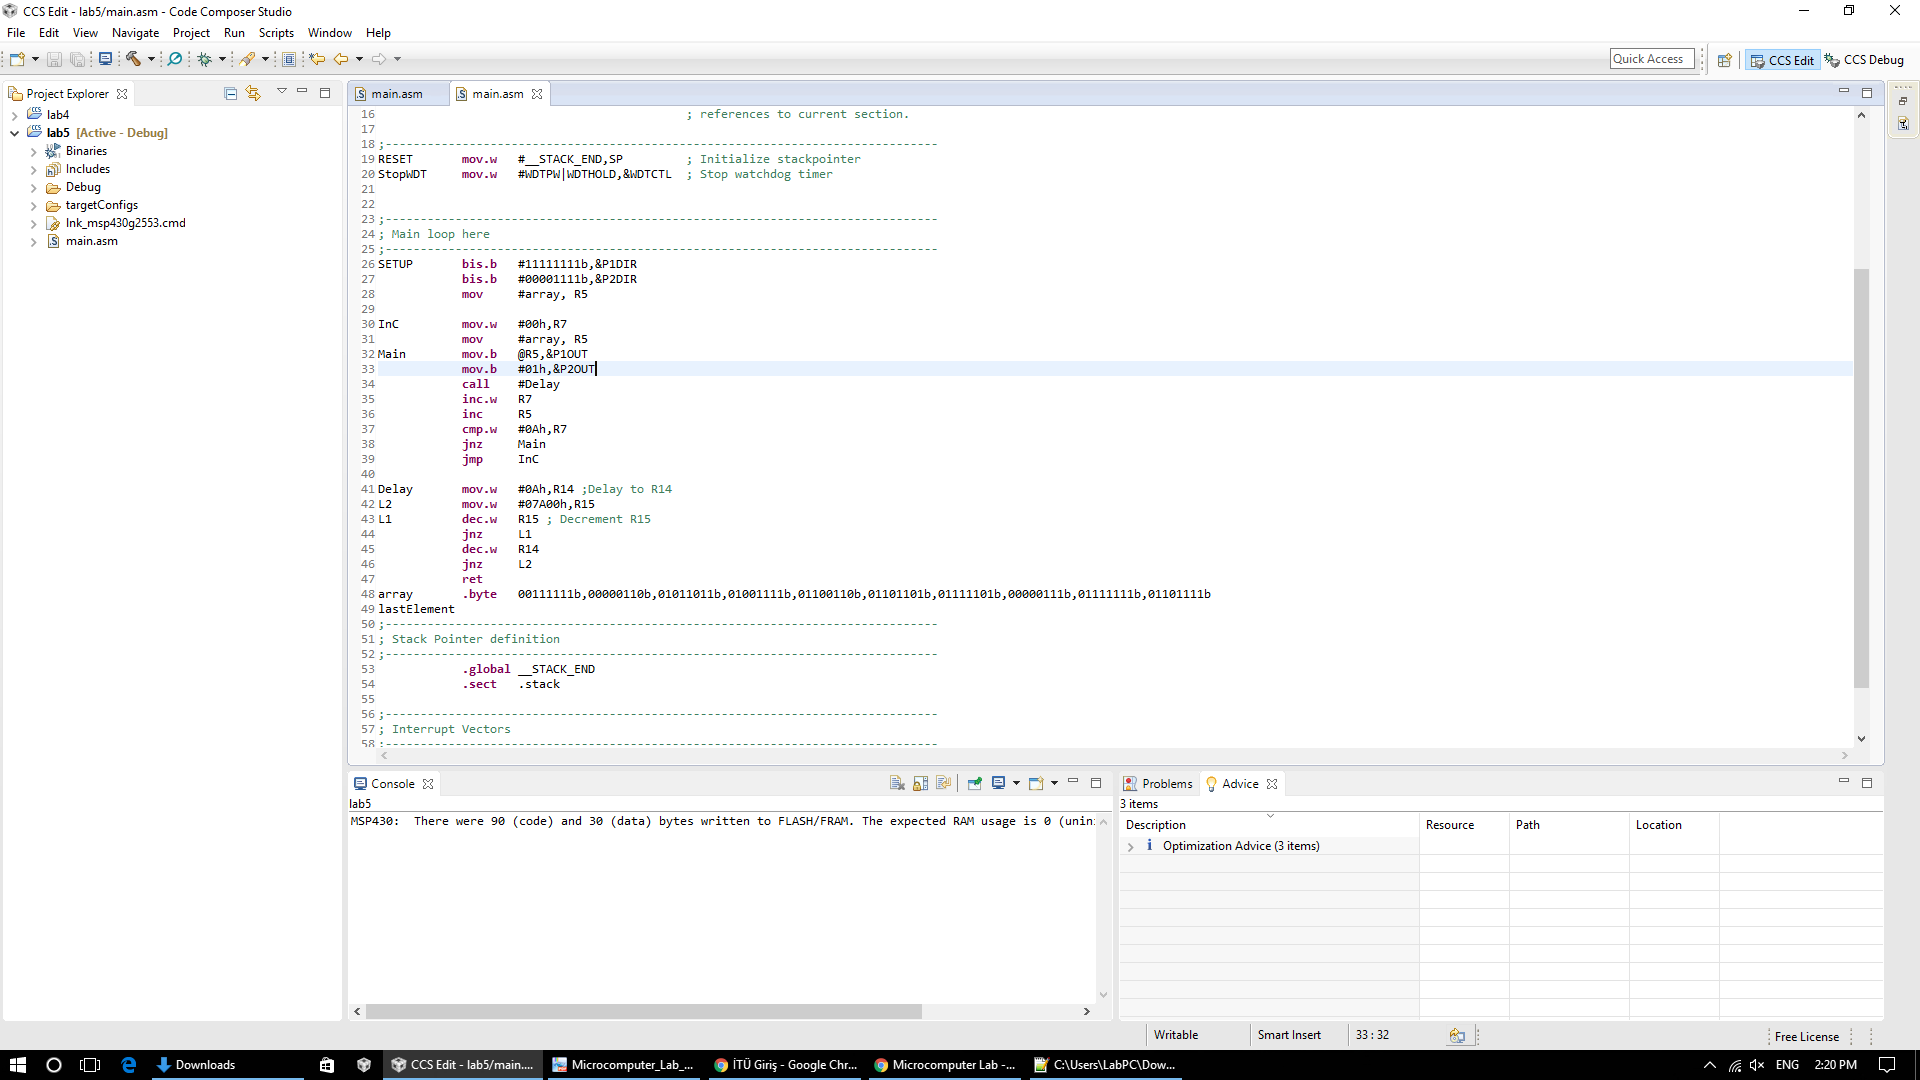 CCS Edit - lab5/main.asm - Code Composer Studio
File Edit View Navigate Project Run Scripts Window Help
Quick Access CCS Edit CCS Debug
Project Explorer
lab4
lab5 [Active - Debug]
Binaries
Includes
Debug
targetConfigs
lnk_msp430g2553.cmd
main.asm
main.asm main.asm
16 ; references to current section.
17
18 ;-------------------------------------------------------------------------------
19 RESET mov.w #__STACK_END,SP ; Initialize stackpointer
20 StopWDT mov.w #WDTPW|WDTHOLD,&WDTCTL ; Stop watchdog timer
21
22
23 ;-------------------------------------------------------------------------------
24 ; Main loop here
25 ;-------------------------------------------------------------------------------
26 SETUP bis.b #11111111b,&P1DIR
27 bis.b #00001111b,&P2DIR
28 mov #array, R5
29
30 InC mov.w #00h,R7
31 mov #array, R5
32 Main mov.b @R5,&P1OUT
33 mov.b #01h,&P2OUT
34 call #Delay
35 inc.w R7
36 inc R5
37 cmp.w #0Ah,R7
38 jnz Main
39 jmp InC
40
41 Delay mov.w #0Ah,R14 ;Delay to R14
42 L2 mov.w #07A00h,R15
43 L1 dec.w R15 ; Decrement R15
44 jnz L1
45 dec.w R14
46 jnz L2
47 ret
48 array .byte 00111111b,00000110b,01011011b,01001111b,01100110b,01101101b,01111101b,00000111b,01111111b,01101111b
49 lastElement
50 ;-------------------------------------------------------------------------------
51 ; Stack Pointer definition
52 ;-------------------------------------------------------------------------------
53 .global __STACK_END
54 .sect .stack
55
56 ;-------------------------------------------------------------------------------
57 ; Interrupt Vectors
58 ;-------------------------------------------------------------------------------
Console
lab5
MSP430: There were 90 (code) and 30 (data) bytes written to FLASH/FRAM. The expected RAM usage is 0 (unini
Problems Advice
3 items
Description Resource Path Location
i Optimization Advice (3 items)
Writable Smart Insert 33 : 32 Free License
Downloads CCS Edit - lab5/main.... Microcomputer_Lab_... İTÜ Giriş - Google Chr... Microcomputer Lab -... C:\Users\LabPC\Dow... ENG 2:20 PM